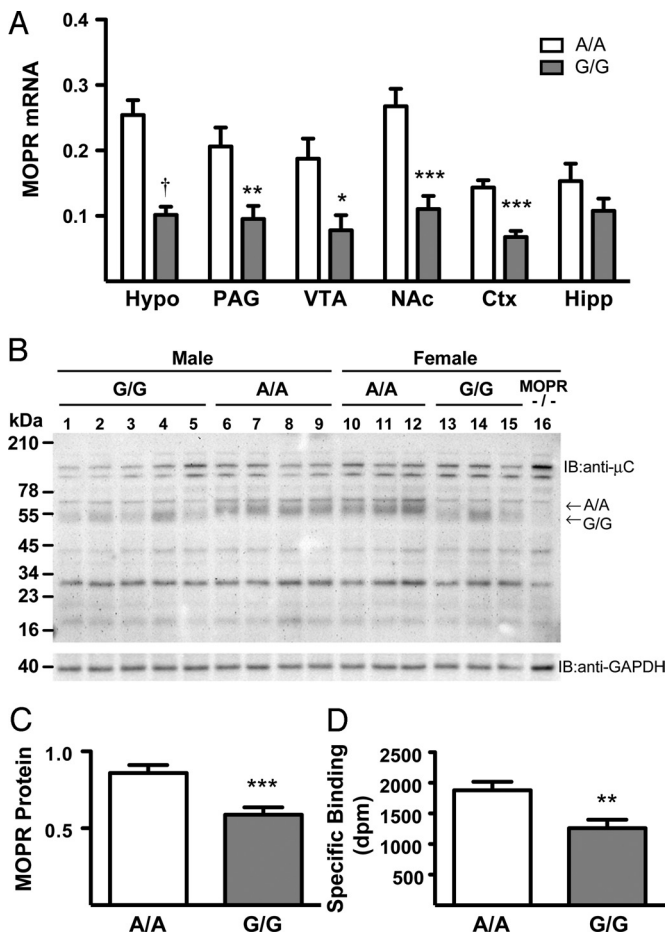 A
MOPR mRNA
0.4
0.3
0.2
0.1
A/A
G/G
†
**
*
***
***
Hypo PAG VTA NAc Ctx Hipp
B
Male Female
G/G A/A A/A G/G MOPR -/-
kDa 1 2 3 4 5 6 7 8 9 10 11 12 13 14 15 16
210
78
55
45
34
23
16
40
IB:anti-µC
←A/A
←G/G
IB:anti-GAPDH
C
MOPR Protein
1.0
0.5
***
A/A G/G
D
Specific Binding
(dpm)
2000
1500
1000
500
**
A/A G/G